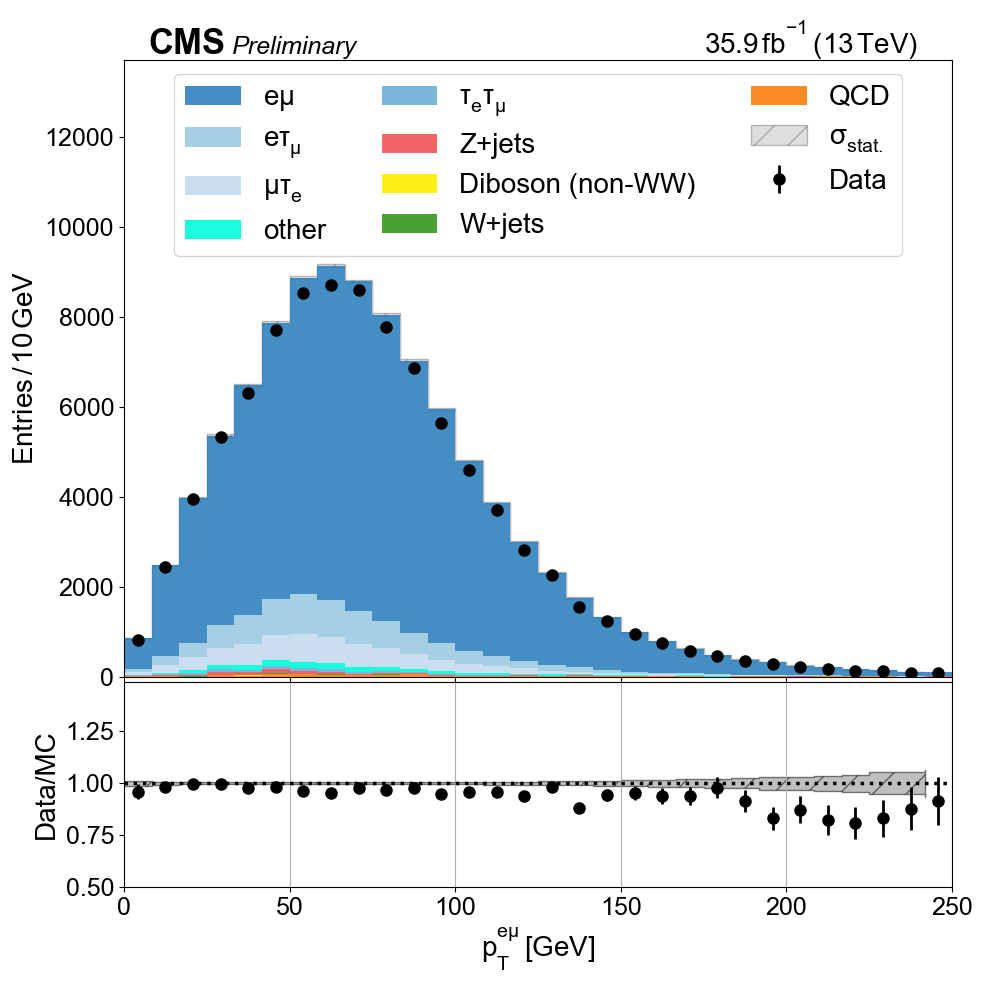 CMS Preliminary 35.9 fb⁻¹ (13 TeV)
eμ
eτμ
μτe
other
τeτμ
Z+jets
Diboson (non-WW)
W+jets
QCD
σstat.
Data
Entries / 10 GeV
12000
10000
8000
6000
4000
2000
0
Data/MC
1.25
1.00
0.75
0.50
0 50 100 150 200 250
pT^eμ [GeV]